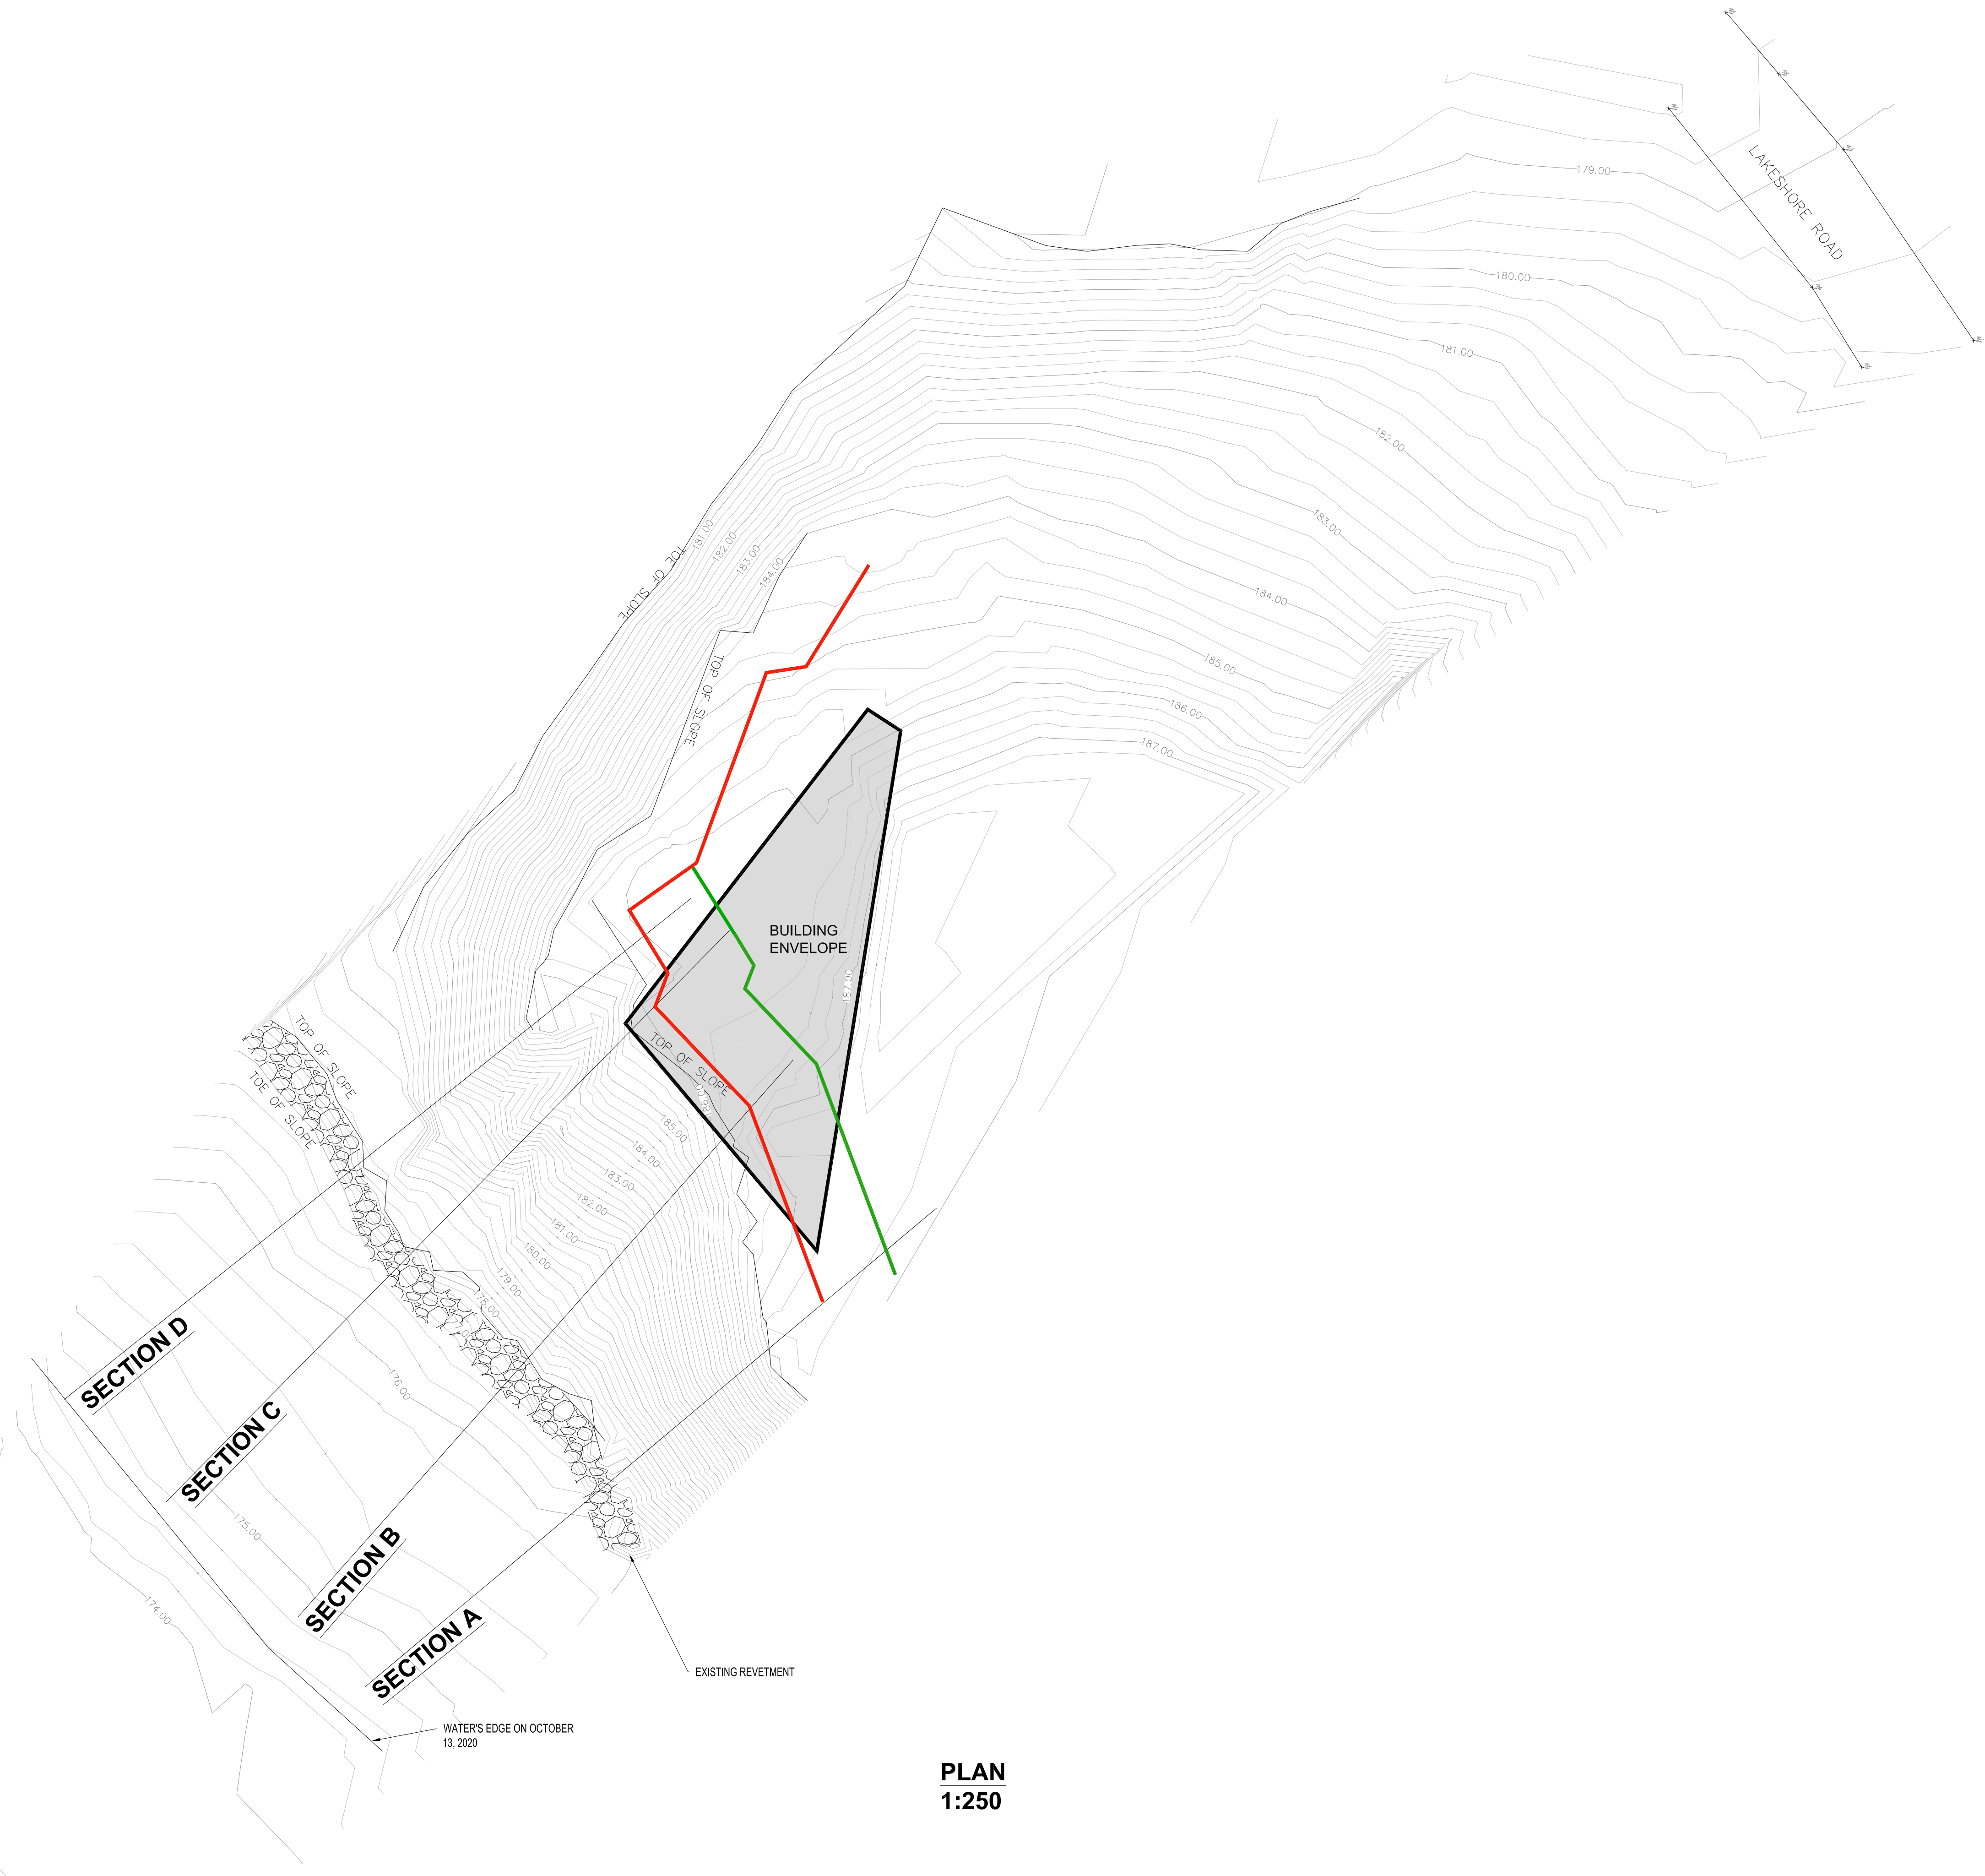 LAKESHORE ROAD
179.00
180.00
181.00
182.00
183.00
184.00
185.00
186.00
187.00
181.00
182.00
183.00
184.00
TOE OF SLOPE
TOP OF SLOPE
BUILDING
ENVELOPE
187.00
TOP OF SLOPE
186.00
185.00
184.00
183.00
182.00
181.00
180.00
179.00
178.00
TOP OF SLOPE
TOE OF SLOPE
176.00
175.00
174.00
SECTION D
SECTION C
SECTION B
SECTION A
EXISTING REVETMENT
WATER'S EDGE ON OCTOBER
13, 2020
PLAN
1:250